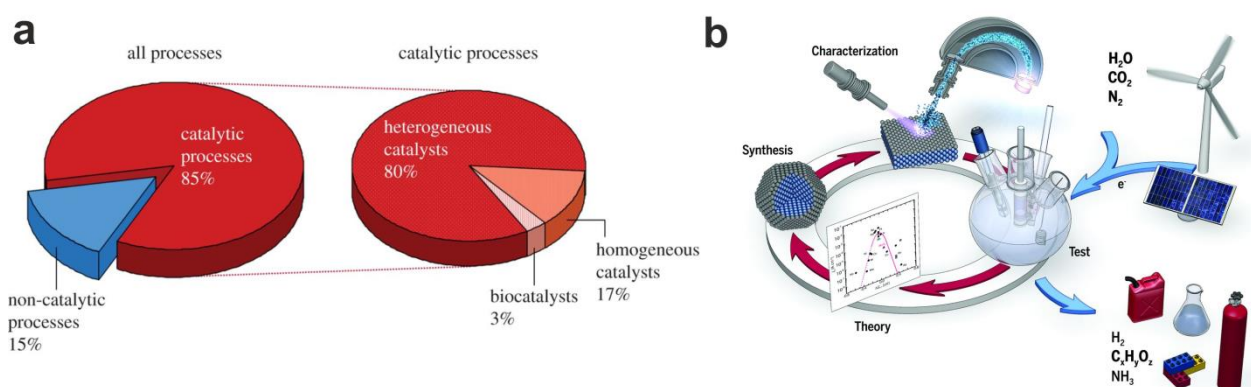 a
all processes
catalytic processes
catalytic
processes
85%
heterogeneous
catalysts
80%
non-catalytic
processes
15%
biocatalysts
3%
homogeneous
catalysts
17%
b
Characterization
H₂O
CO₂
N₂
Synthesis
e⁻
Test
Theory
H₂
CₓHᵧO_z
NH₃